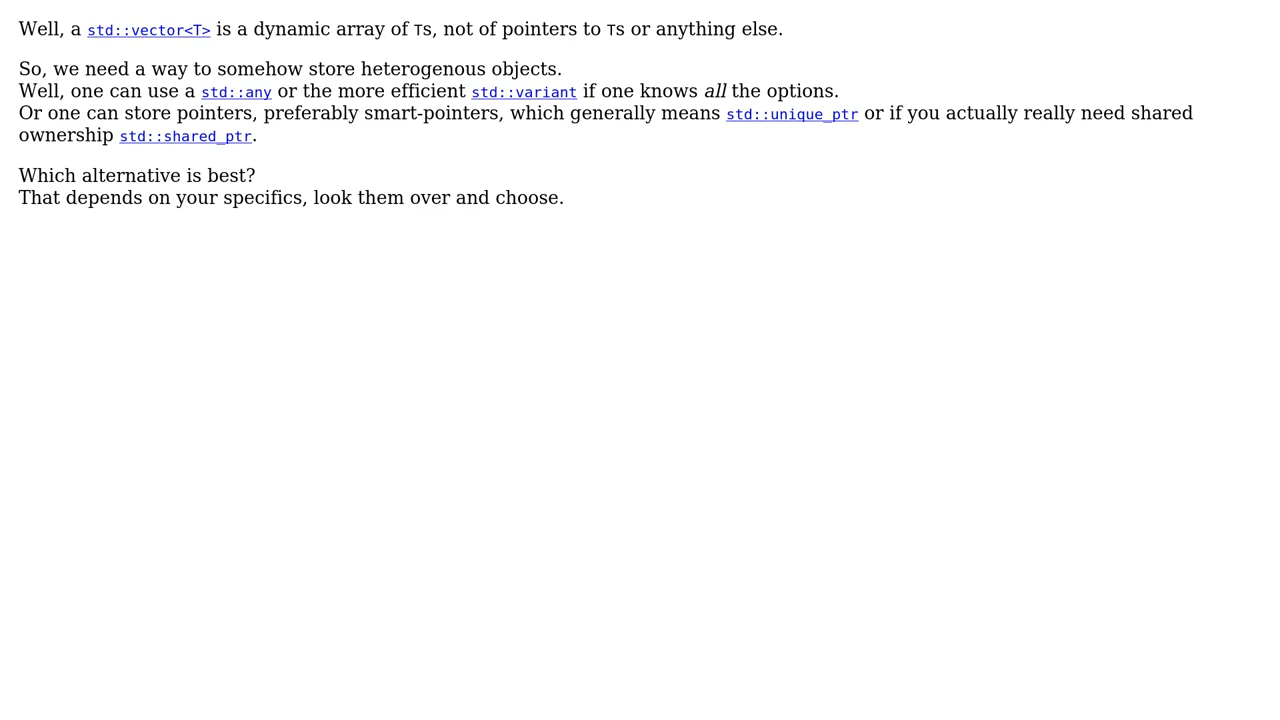 Well, a std::vector<T> is a dynamic array of Ts, not of pointers to Ts or anything else.
So, we need a way to somehow store heterogenous objects.
Well, one can use a std::any or the more efficient std::variant if one knows all the options.
Or one can store pointers, preferably smart-pointers, which generally means std::unique_ptr or if you actually really need shared
ownership std::shared_ptr.
Which alternative is best?
That depends on your specifics, look them over and choose.